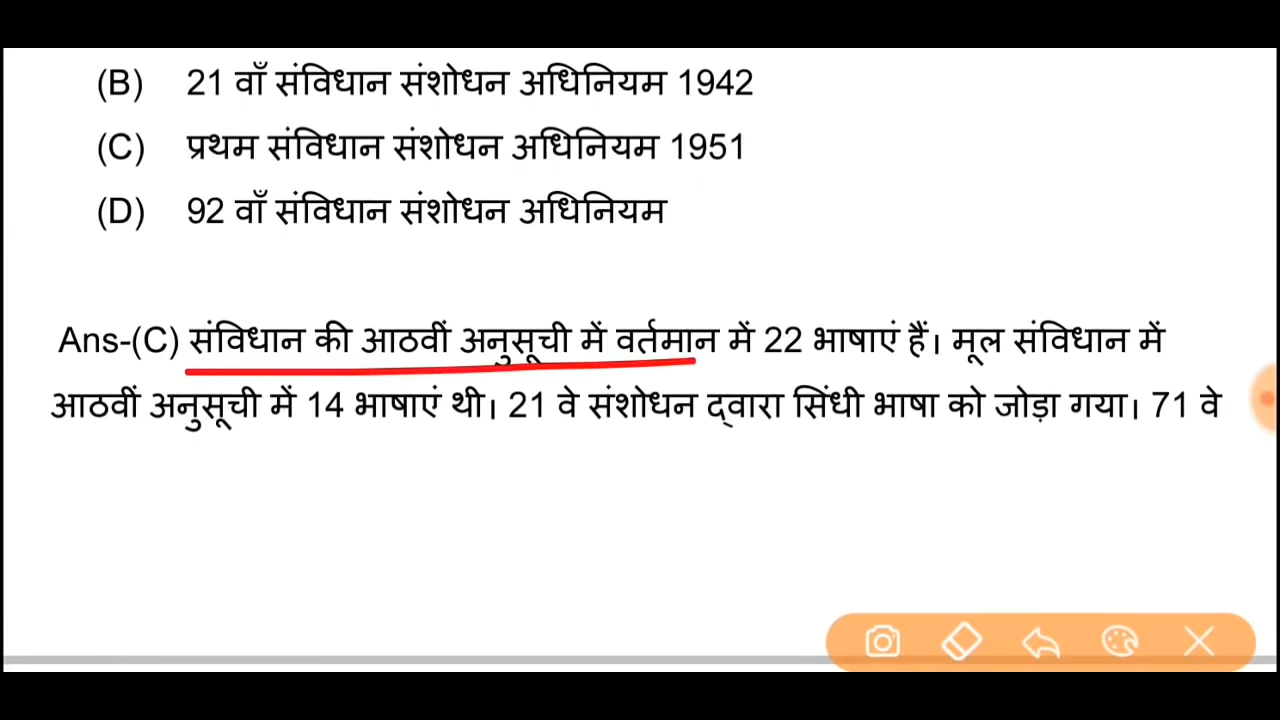 (B) 21 वाँ संविधान संशोधन अधिनियम 1942
(C) प्रथम संविधान संशोधन अधिनियम 1951
(D) 92 वाँ संविधान संशोधन अधिनियम
Ans-(C) संविधान की आठवीं अनुसूची में वर्तमान में 22 भाषाएं हैं। मूल संविधान में
आठवीं अनुसूची में 14 भाषाएं थी। 21 वे संशोधन द्वारा सिंधी भाषा को जोड़ा गया। 71 वे